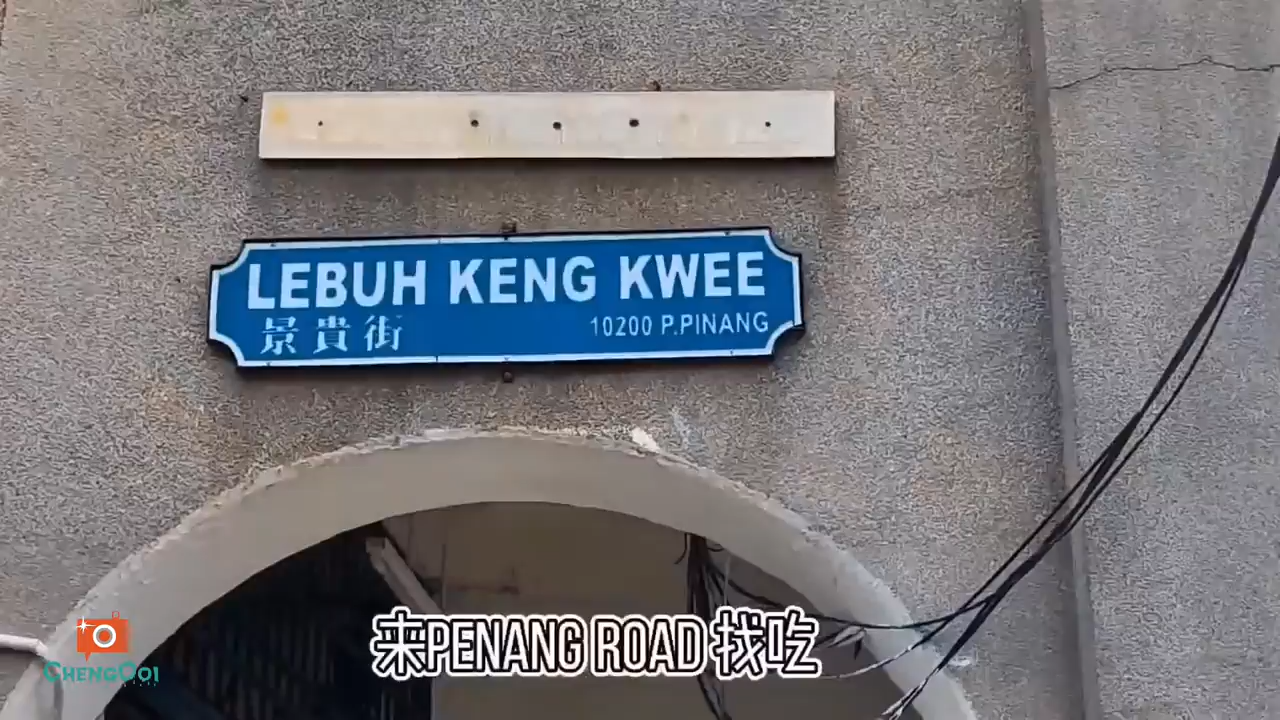 LEBUH KENG KWEE
景貴街
10200 P.PINANG
来PENANG ROAD 找吃
CHENGOOI